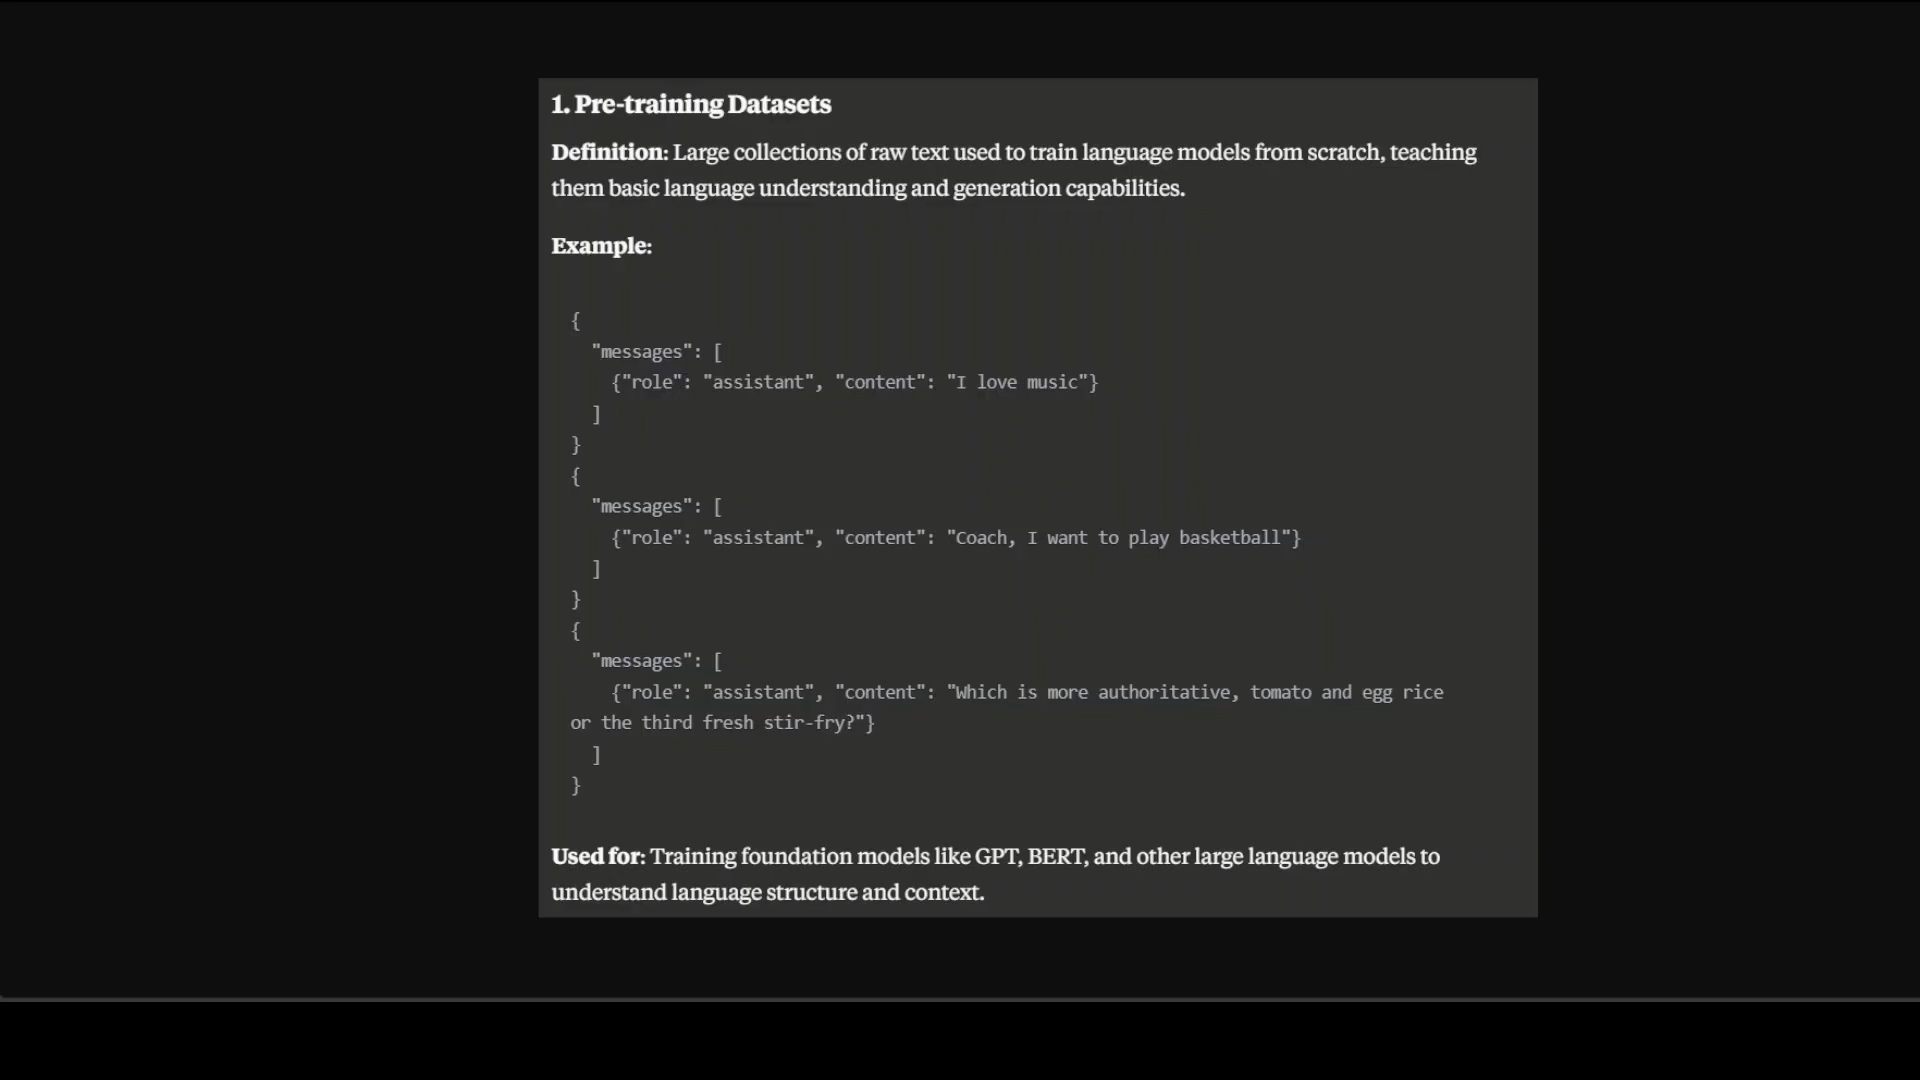 1. Pre-training Datasets
Definition: Large collections of raw text used to train language models from scratch, teaching
them basic language understanding and generation capabilities.
Example:
{
  "messages": [
    {"role": "assistant", "content": "I love music"}
  ]
}
{
  "messages": [
    {"role": "assistant", "content": "Coach, I want to play basketball"}
  ]
}
{
  "messages": [
    {"role": "assistant", "content": "Which is more authoritative, tomato and egg rice
or the third fresh stir-fry?"}
  ]
}
Used for: Training foundation models like GPT, BERT, and other large language models to
understand language structure and context.